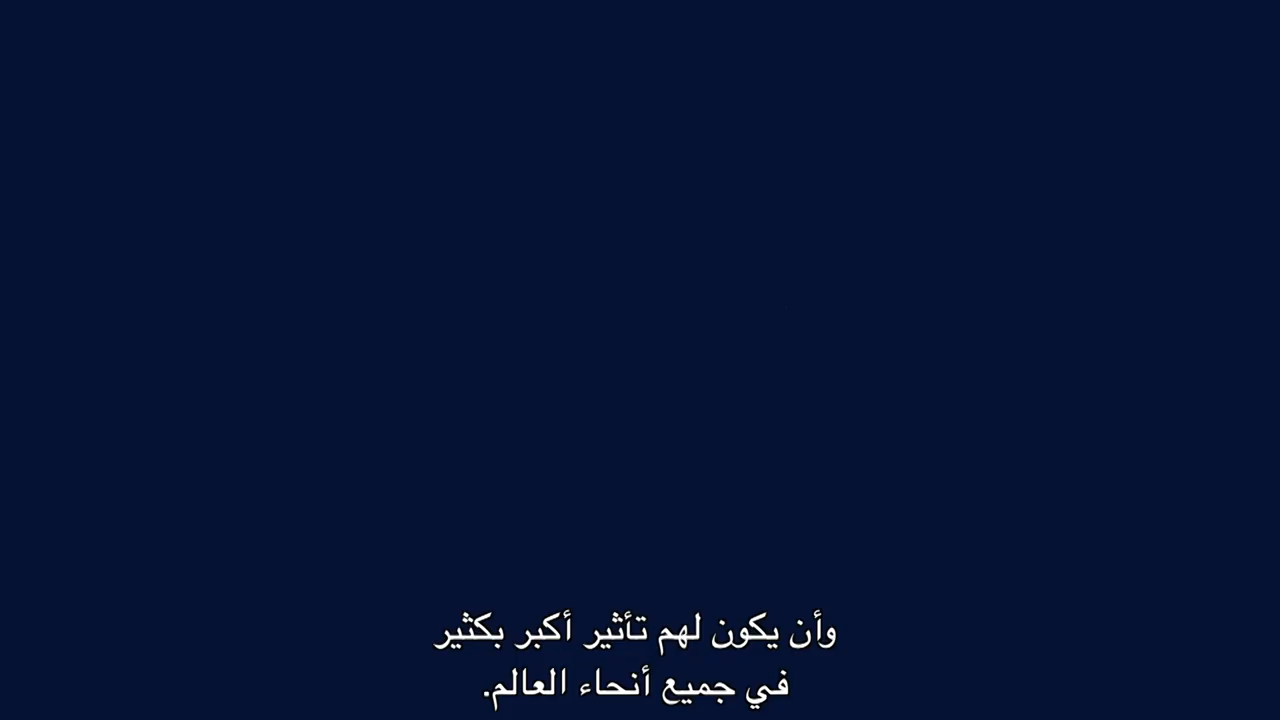 وأن يكون لهم تأثير أكبر بكثير
في جميع أنحاء العالم.